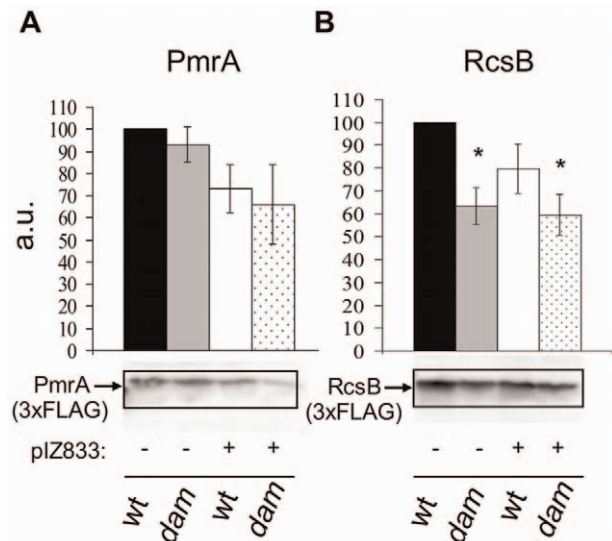 A
PmrA
110
100
90
80
70
60
50
40
30
20
10
0
a.u.
PmrA
(3xFLAG)
pIZ833: - - + +
wt dam wt dam
B
RcsB
110
100
90
80
70
60
50
40
30
20
10
0
* *
RcsB
(3xFLAG)
- - + +
wt dam wt dam